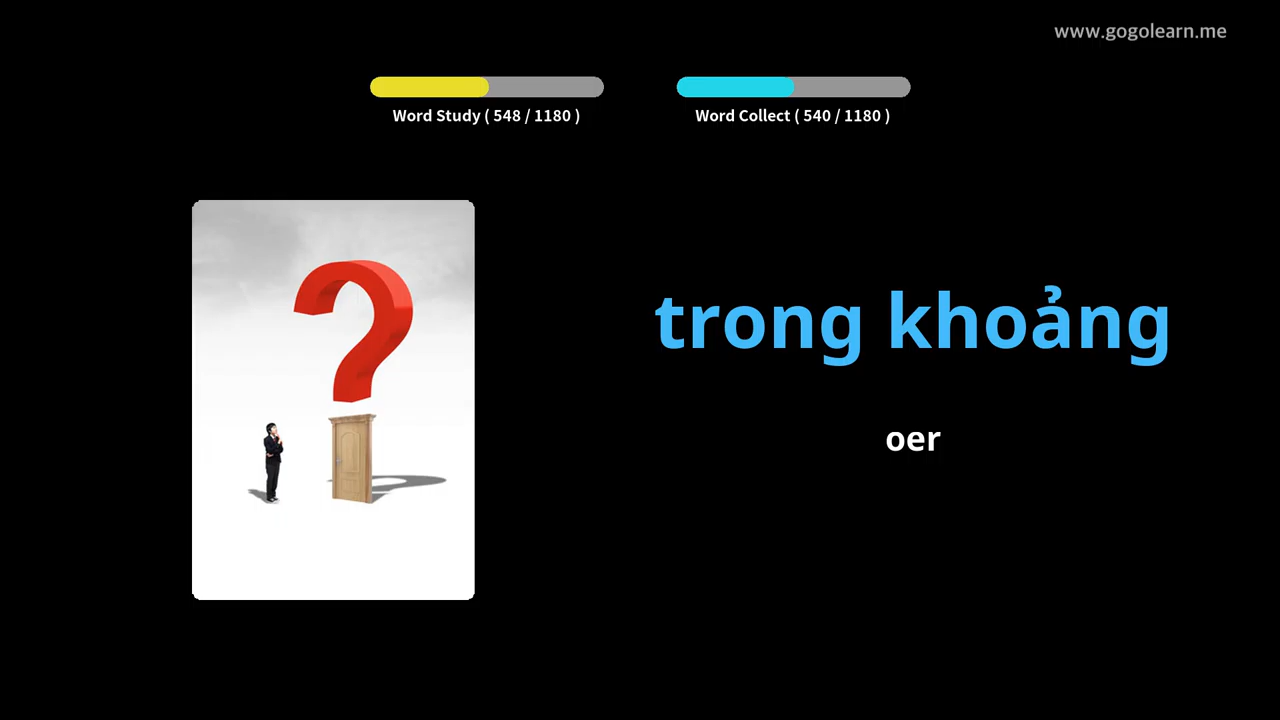 www.gogolearn.me
Word Study ( 548 / 1180 )
Word Collect ( 540 / 1180 )
trong khoảng
oer